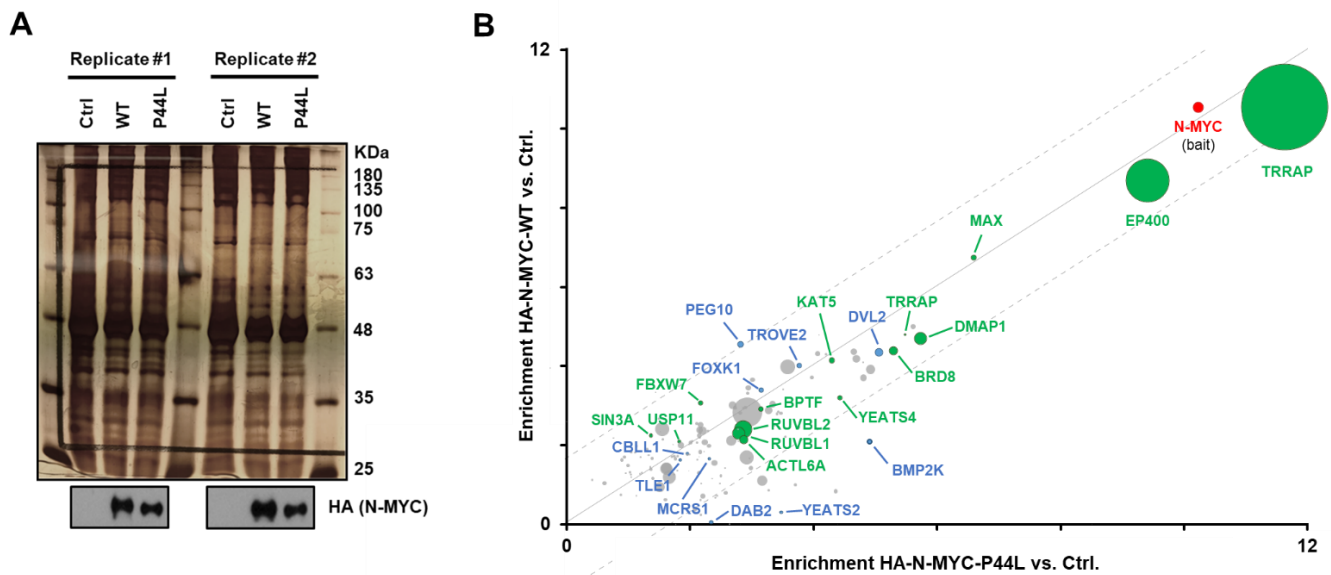 A
Replicate #1
Replicate #2
Ctrl
WT
P44L
Ctrl
WT
P44L
KDa
180
135
100
75
63
48
35
25
HA (N-MYC)
B
12
Enrichment HA-N-MYC-WT vs. Ctrl.
N-MYC
(bait)
TRRAP
EP400
MAX
PEG10
TROVE2
KAT5
DVL2
TRRAP
DMAP1
BRD8
FOXK1
FBXW7
BPTF
YEATS4
SIN3A
USP11
RUVBL2
RUVBL1
CBLL1
ACTL6A
BMP2K
TLE1
MCRS1
DAB2
YEATS2
0
0
12
Enrichment HA-N-MYC-P44L vs. Ctrl.